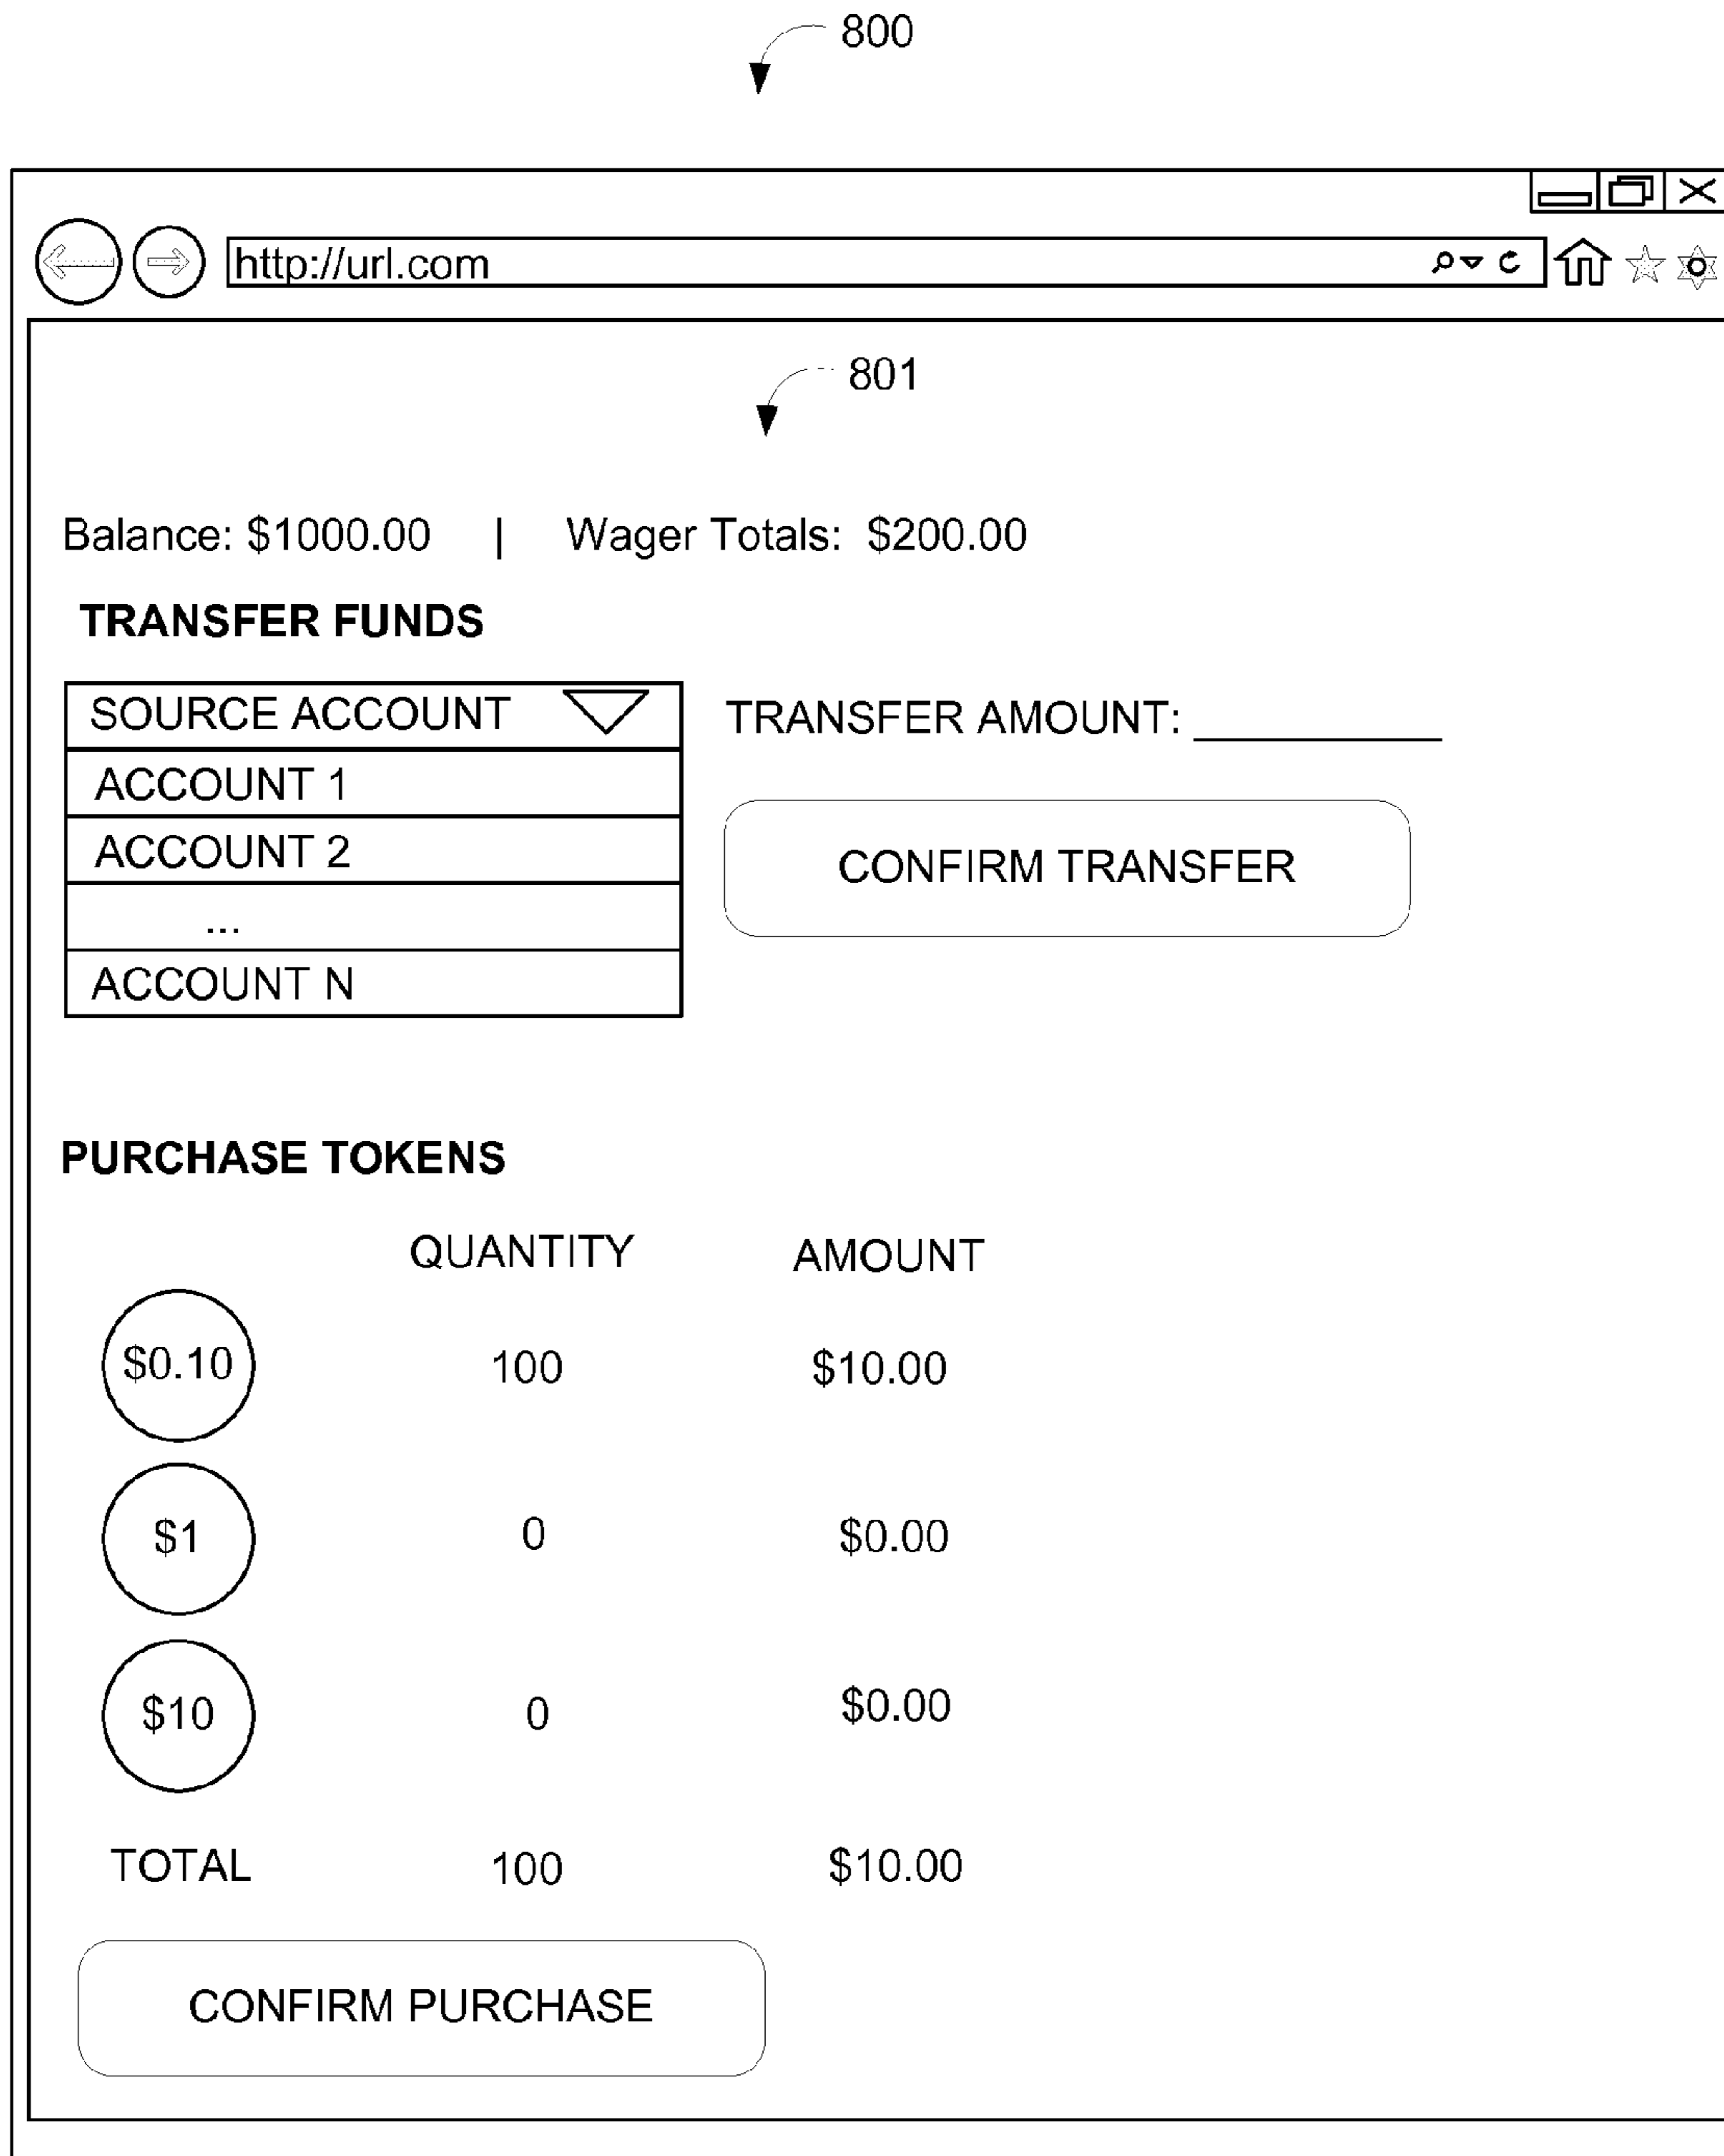 800
http://url.com
801
Balance: $1000.00 | Wager Totals: $200.00
TRANSFER FUNDS
SOURCE ACCOUNT
TRANSFER AMOUNT: ___________
ACCOUNT 1
ACCOUNT 2
CONFIRM TRANSFER
...
ACCOUNT N
PURCHASE TOKENS
QUANTITY AMOUNT
$0.10 100 $10.00
$1 0 $0.00
$10 0 $0.00
TOTAL 100 $10.00
CONFIRM PURCHASE